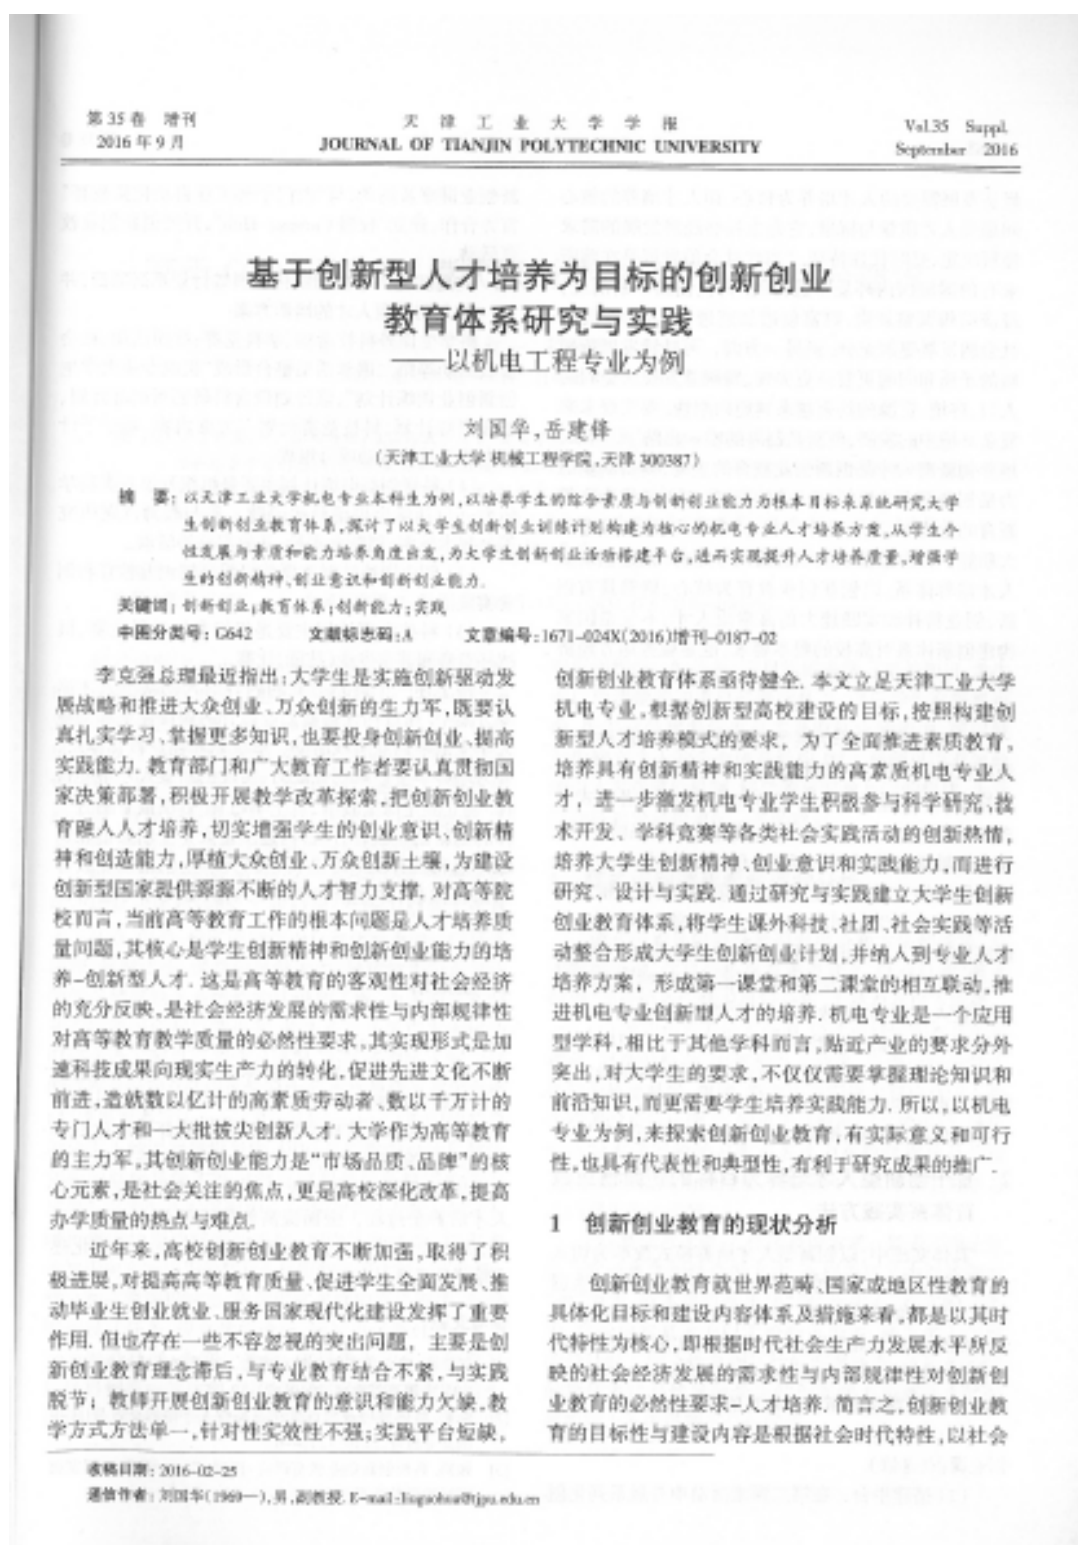 第35卷 增刊
2016年9月
天津工业大学学报
JOURNAL OF TIANJIN POLYTECHNIC UNIVERSITY
Vol.35 Suppl.
September 2016
基于创新型人才培养为目标的创新创业
教育体系研究与实践
——以机电工程专业为例
刘国华,岳建锋
(天津工业大学 机械工程学院,天津 300387)
摘 要:以天津工业大学机电专业本科生为例,以培养学生的综合素质与创新创业能力为根本目标来系统研究大学
生创新创业教育体系,探讨了以大学生创新创业训练计划构建为核心的机电专业人才培养方案,从学生个
性发展与素质和能力培养角度出发,为大学生创新创业活动搭建平台,进而实现提升人才培养质量,增强学
生的创新精神、创业意识和创新创业能力.
关键词:创新创业;教育体系;创新能力;实践
中图分类号:G642 文献标志码:A 文章编号:1671-024X(2016)增刊-0187-02
李克强总理最近指出:大学生是实施创新驱动发
展战略和推进大众创业、万众创新的生力军,既要认
真扎实学习、掌握更多知识,也要投身创新创业、提高
实践能力. 教育部门和广大教育工作者要认真贯彻国
家决策部署,积极开展教学改革探索,把创新创业教
育融入人才培养,切实增强学生的创业意识、创新精
神和创造能力,厚植大众创业、万众创新土壤,为建设
创新型国家提供源源不断的人才智力支撑. 对高等院
校而言,当前高等教育工作的根本问题是人才培养质
量问题,其核心是学生创新精神和创新创业能力的培
养-创新型人才. 这是高等教育的客观性对社会经济
的充分反映,是社会经济发展的需求性与内部规律性
对高等教育教学质量的必然性要求,其实现形式是加
速科技成果向现实生产力的转化,促进先进文化不断
前进,造就数以亿计的高素质劳动者、数以千万计的
专门人才和一大批拔尖创新人才. 大学作为高等教育
的主力军,其创新创业能力是“市场品质、品牌”的核
心元素,是社会关注的焦点,更是高校深化改革,提高
办学质量的热点与难点.
近年来,高校创新创业教育不断加强,取得了积
极进展,对提高高等教育质量、促进学生全面发展、推
动毕业生创业就业、服务国家现代化建设发挥了重要
作用. 但也存在一些不容忽视的突出问题, 主要是创
新创业教育理念滞后,与专业教育结合不紧,与实践
脱节; 教师开展创新创业教育的意识和能力欠缺,教
学方式方法单一,针对性实效性不强;实践平台短缺,
创新创业教育体系亟待健全. 本文立足天津工业大学
机电专业,根据创新型高校建设的目标,按照构建创
新型人才培养模式的要求, 为了全面推进素质教育,
培养具有创新精神和实践能力的高素质机电专业人
才, 进一步激发机电专业学生积极参与科学研究、技
术开发、学科竞赛等各类社会实践活动的创新热情,
培养大学生创新精神、创业意识和实践能力,而进行
研究、设计与实践. 通过研究与实践建立大学生创新
创业教育体系,将学生课外科技、社团、社会实践等活
动整合形成大学生创新创业计划,并纳入到专业人才
培养方案, 形成第一课堂和第二课堂的相互联动,推
进机电专业创新型人才的培养. 机电专业是一个应用
型学科,相比于其他学科而言,贴近产业的要求分外
突出,对大学生的要求,不仅仅需要掌握理论知识和
前沿知识,而更需要学生培养实践能力. 所以,以机电
专业为例,来探索创新创业教育,有实际意义和可行
性,也具有代表性和典型性,有利于研究成果的推广.
1 创新创业教育的现状分析
创新创业教育就世界范畴、国家或地区性教育的
具体化目标和建设内容体系及措施来看,都是以其时
代特性为核心,即根据时代社会生产力发展水平所反
映的社会经济发展的需求性与内部规律性对创新创
业教育的必然性要求-人才培养. 简言之,创新创业教
育的目标性与建设内容是根据社会时代特性,以社会
收稿日期:2016-02-25
通信作者:刘国华(1969—),男,副教授. E-mail:liuguohua@tjpu.edu.cn